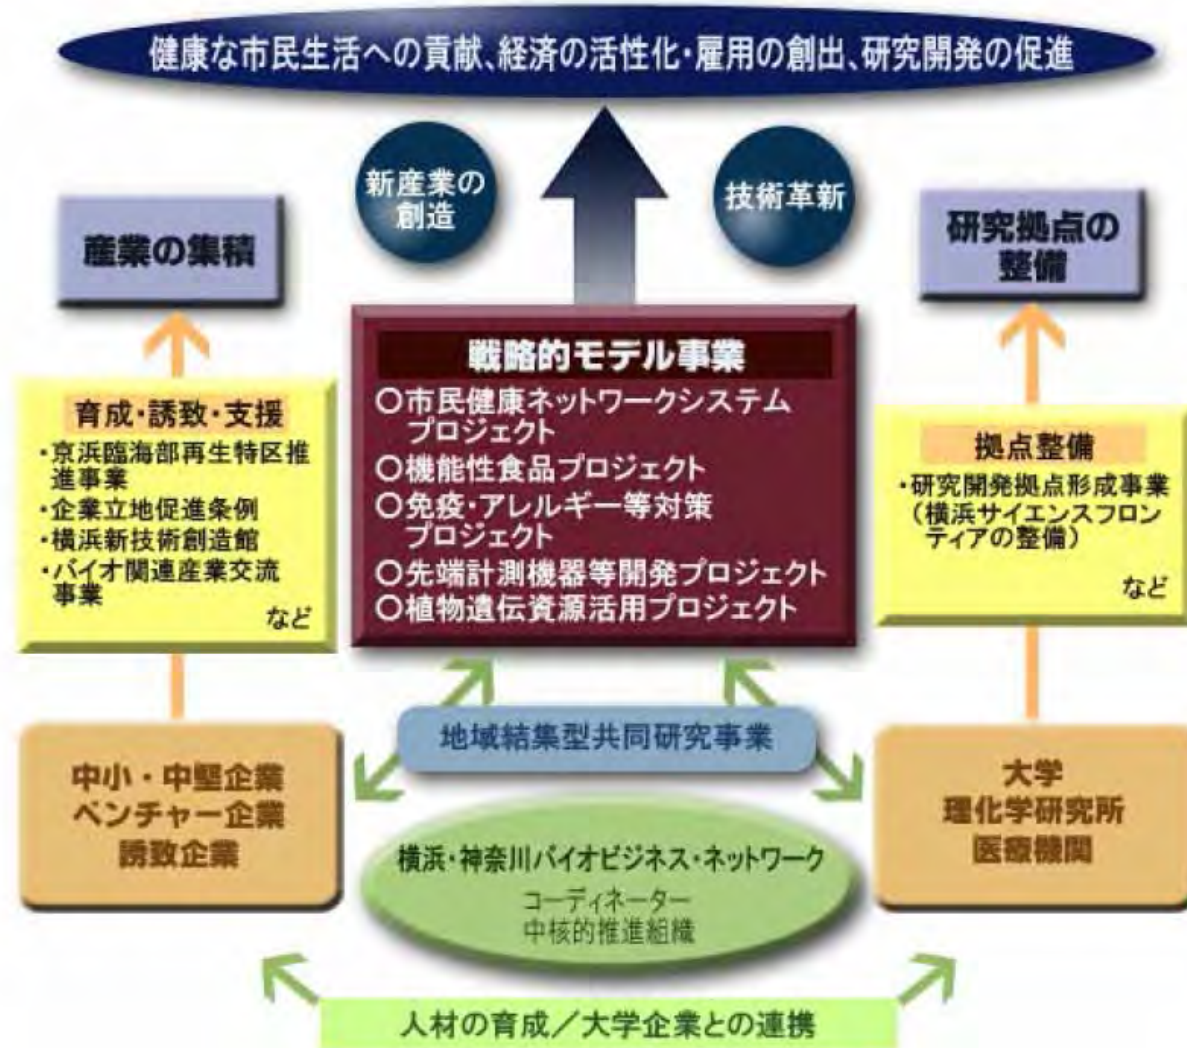 健康な市民生活への貢献、経済の活性化・雇用の創出、研究開発の促進
新産業の
創造
技術革新
産業の集積
研究拠点の
整備
戦略的モデル事業
○市民健康ネットワークシステム
プロジェクト
○機能性食品プロジェクト
○免疫・アレルギー等対策
プロジェクト
○先端計測機器等開発プロジェクト
○植物遺伝資源活用プロジェクト
育成・誘致・支援
・京浜臨海部再生特区推
進事業
・企業立地促進条例
・横浜新技術創造館
・バイオ関連産業交流
事業
など
拠点整備
・研究開発拠点形成事業
（横浜サイエンスフロン
ティアの整備）
など
地域結集型共同研究事業
中小・中堅企業
ベンチャー企業
誘致企業
大学
理化学研究所
医療機関
横浜・神奈川バイオビジネス・ネットワーク
コーディネーター
中核的推進組織
人材の育成／大学企業との連携